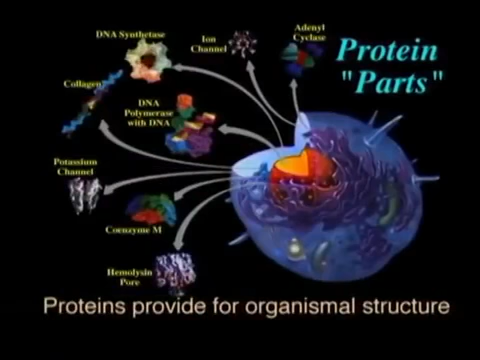 DNA Synthetase
Ion
Channel
Adenyl
Cyclase
Protein
"Parts"
Collagen
DNA
Polymerase
with DNA
Potassium
Channel
Coenzyme M
Hemolysin
Pore
Proteins provide for organismal structure